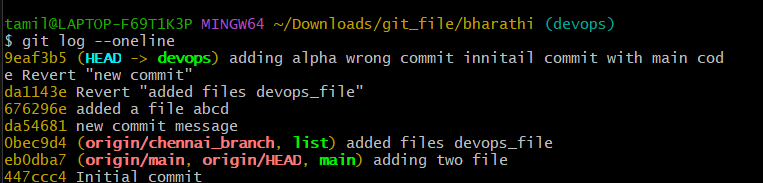 tamil@LAPTOP-F69T1K3P MINGW64 ~/Downloads/git_file/bharathi (devops)
$ git log --oneline
9eaf3b5 (HEAD -> devops) adding alpha wrong commit innitail commit with main cod
e Revert "new commit"
da1143e Revert "added files devops_file"
676296e added a file abcd
da54681 new commit message
0bec9d4 (origin/chennai_branch, list) added files devops_file
eb0dba7 (origin/main, origin/HEAD, main) adding two file
447ccc4 Initial commit